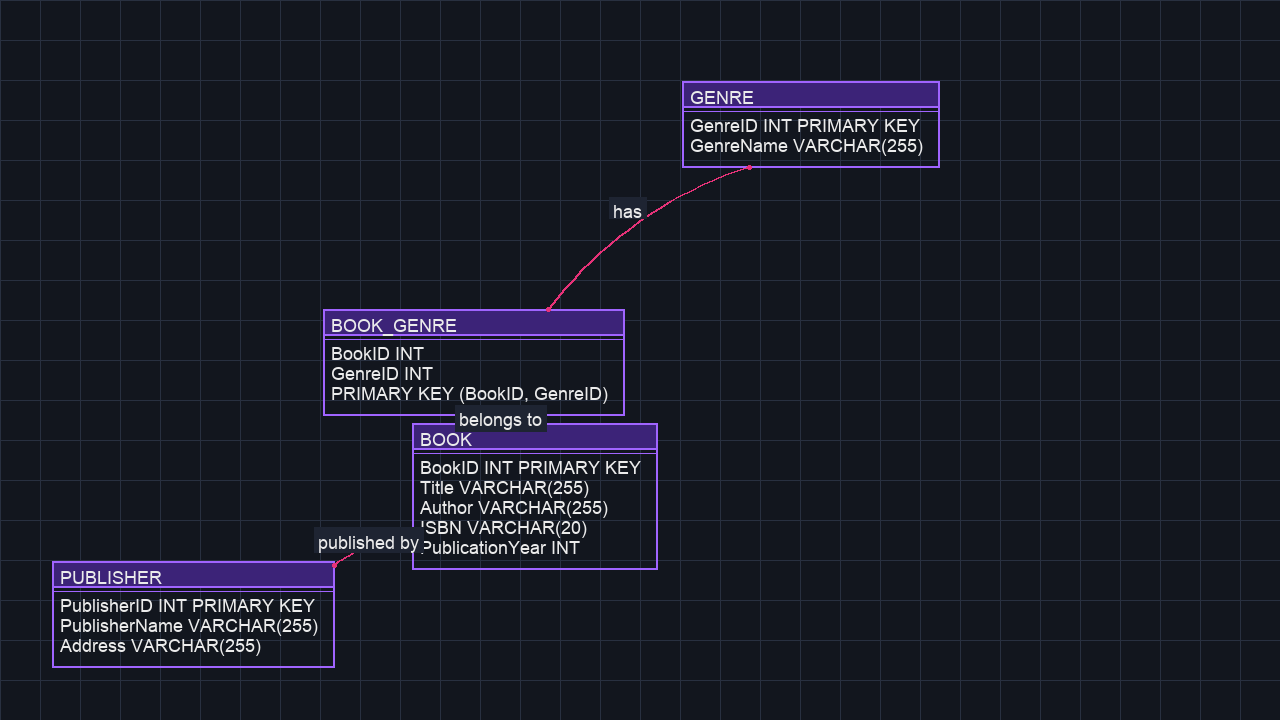 GENRE
GenreID INT PRIMARY KEY
GenreName VARCHAR(255)
has
BOOK_GENRE
BookID INT
GenreID INT
PRIMARY KEY (BookID, GenreID)
belongs to
BOOK
BookID INT PRIMARY KEY
Title VARCHAR(255)
Author VARCHAR(255)
ISBN VARCHAR(20)
PublicationYear INT
published by
PUBLISHER
PublisherID INT PRIMARY KEY
PublisherName VARCHAR(255)
Address VARCHAR(255)